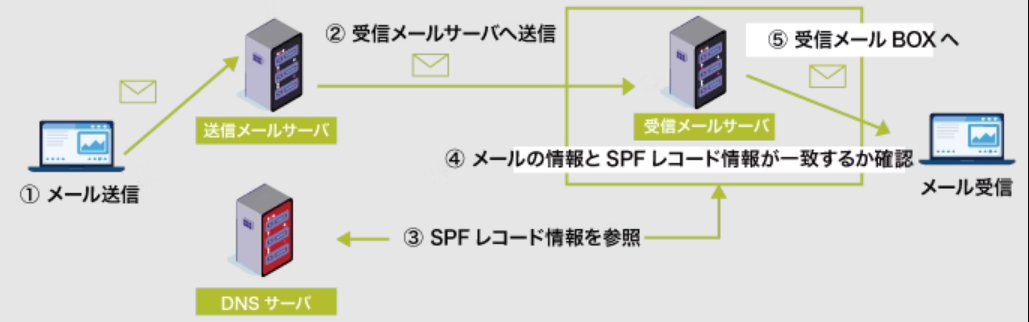 ② 受信メールサーバへ送信
⑤ 受信メール BOX へ
送信メールサーバ
受信メールサーバ
④ メールの情報と SPF レコード情報が一致するか確認
① メール送信
メール受信
③ SPF レコード情報を参照
DNS サーバ